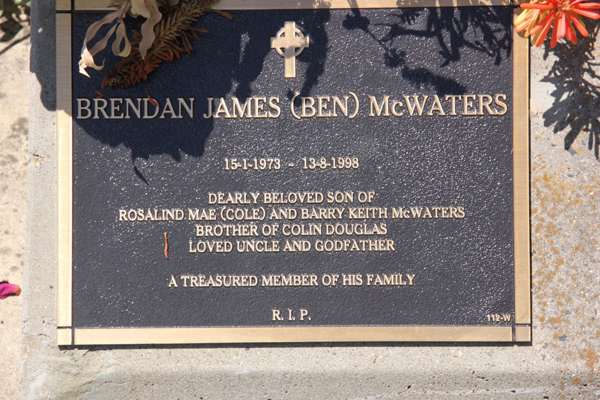 BRENDAN JAMES (BEN) McWATERS
15-1-1973 - 13-8-1998
DEARLY BELOVED SON OF
ROSALIND MAE (COLE) AND BARRY KEITH McWATERS
BROTHER OF COLIN DOUGLAS
LOVED UNCLE AND GODFATHER
A TREASURED MEMBER OF HIS FAMILY
R. I. P.
112-W